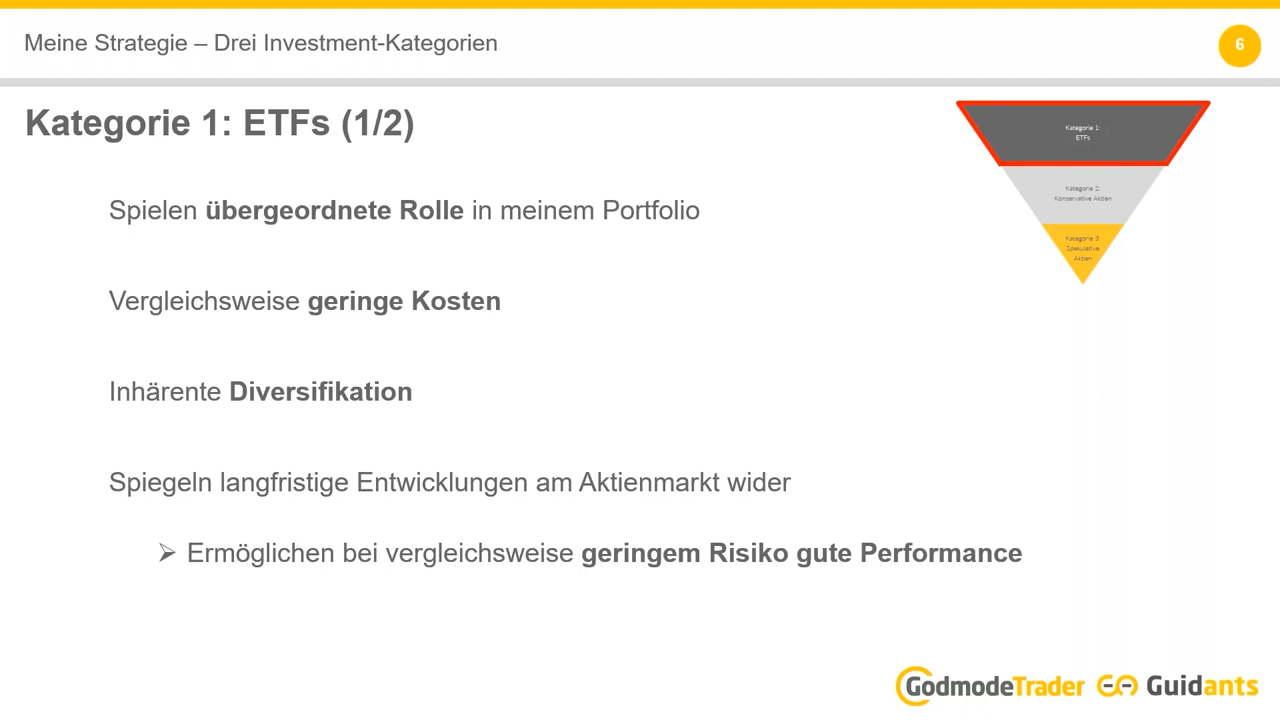 Meine Strategie – Drei Investment-Kategorien
6
Kategorie 1: ETFs (1/2)
Kategorie 1:
ETFs
Kategorie 2:
Konservative Aktien
Kategorie 3
Spekulative
Aktien
Spielen übergeordnete Rolle in meinem Portfolio
Vergleichsweise geringe Kosten
Inhärente Diversifikation
Spiegeln langfristige Entwicklungen am Aktienmarkt wider
➢ Ermöglichen bei vergleichsweise geringem Risiko gute Performance
GodmodeTrader Guidants